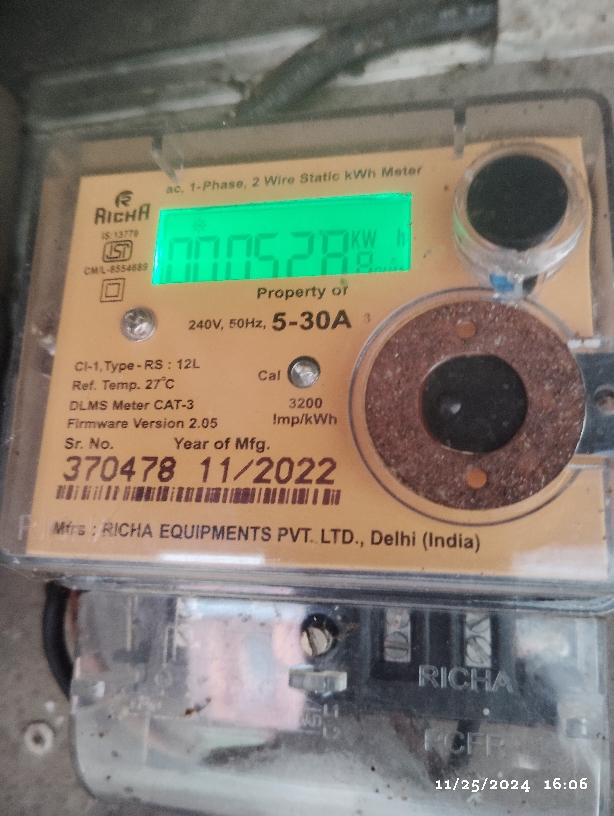 ac, 1-Phase, 2 Wire Static kWh Meter
RICHA
IS:13779
ISI
CM/L-8554689
000528 KW h
Property of
240V, 50Hz, 5-30A
Cl-1, Type - RS : 12L
Ref. Temp. 27°C
Cal
DLMS Meter CAT-3
3200
Imp/kWh
Firmware Version 2.05
Sr. No. Year of Mfg.
370478 11/2022
Mfrs : RICHA EQUIPMENTS PVT. LTD., Delhi (India)
RICHA
11/25/2024 16:06